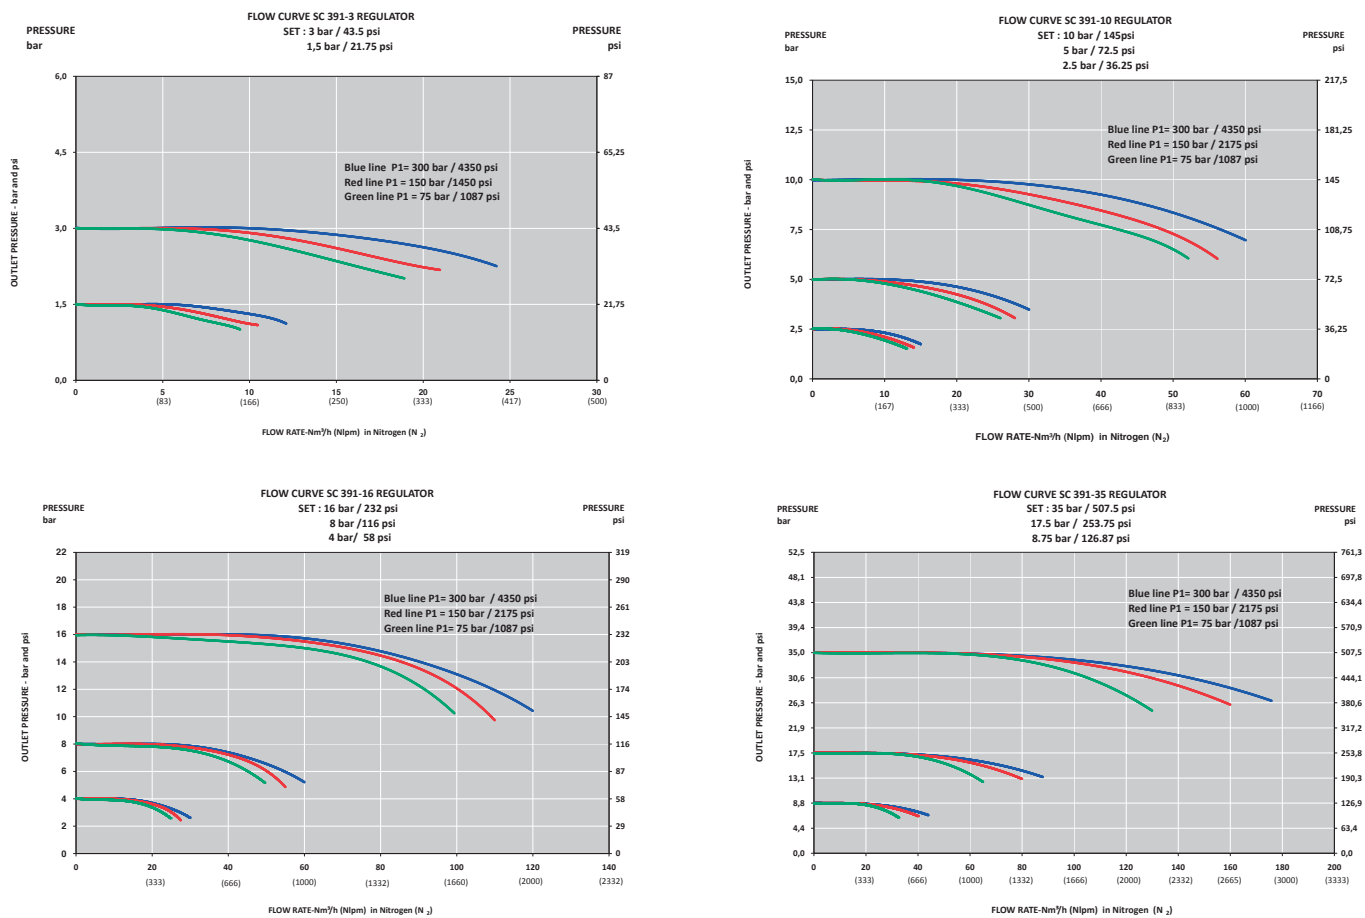 FLOW CURVE SC 391-3 REGULATOR
SET : 3 bar / 43.5 psi
1,5 bar / 21.75 psi
PRESSURE
bar
PRESSURE
psi
OUTLET PRESSURE - bar and psi
6,0
4,5
3,0
1,5
0,0
87
65,25
43,5
21,75
0
Blue line P1= 300 bar / 4350 psi
Red line P1 = 150 bar /1450 psi
Green line P1 = 75 bar / 1087 psi
0 5 10 15 20 25 30
(83) (166) (250) (333) (417) (500)
FLOW RATE-Nm³/h (Nlpm) in Nitrogen (N 2)
FLOW CURVE SC 391-10 REGULATOR
SET : 10 bar / 145psi
5 bar / 72.5 psi
2.5 bar / 36.25 psi
PRESSURE
bar
PRESSURE
psi
OUTLET PRESSURE - bar and psi
15,0
12,5
10,0
7,5
5,0
2,5
0,0
217,5
181,25
145
108,75
72,5
36,25
0
Blue line P1= 300 bar / 4350 psi
Red line P1 = 150 bar / 2175 psi
Green line P1= 75 bar /1087 psi
0 10 20 30 40 50 60 70
(167) (333) (500) (666) (833) (1000) (1166)
FLOW RATE-Nm³/h (Nlpm) in Nitrogen (N2)
FLOW CURVE SC 391-16 REGULATOR
SET : 16 bar / 232 psi
8 bar /116 psi
4 bar/ 58 psi
PRESSURE
bar
PRESSURE
psi
OUTLET PRESSURE - bar and psi
22
20
18
16
14
12
10
8
6
4
2
0
319
290
261
232
203
174
145
116
87
58
29
0
Blue line P1= 300 bar / 4350 psi
Red line P1 = 150 bar / 2175 psi
Green line P1= 75 bar /1087 psi
0 20 40 60 80 100 120 140
(333) (666) (1000) (1332) (1660) (2000) (2332)
FLOW RATE-Nm³/h (Nlpm) in Nitrogen (N 2)
FLOW CURVE SC 391-35 REGULATOR
SET : 35 bar / 507.5 psi
17.5 bar / 253.75 psi
8.75 bar / 126.87 psi
PRESSURE
bar
PRESSURE
psi
OUTLET PRESSURE - bar and psi
52,5
48,1
43,8
39,4
35,0
30,6
26,3
21,9
17,5
13,1
8,8
4,4
0,0
761,3
697,8
634,4
570,9
507,5
444,1
380,6
317,2
253,8
190,3
126,9
63,4
0,0
Blue line P1= 300 bar / 4350 psi
Red line P1 = 150 bar / 2175 psi
Green line P1= 75 bar /1087 psi
0 20 40 60 80 100 120 140 160 180 200
(333) (666) (1000) (1332) (1666) (2000) (2332) (2665) (3000) (3333)
FLOW RATE-Nm³/h (Nlpm) in Nitrogen (N 2)